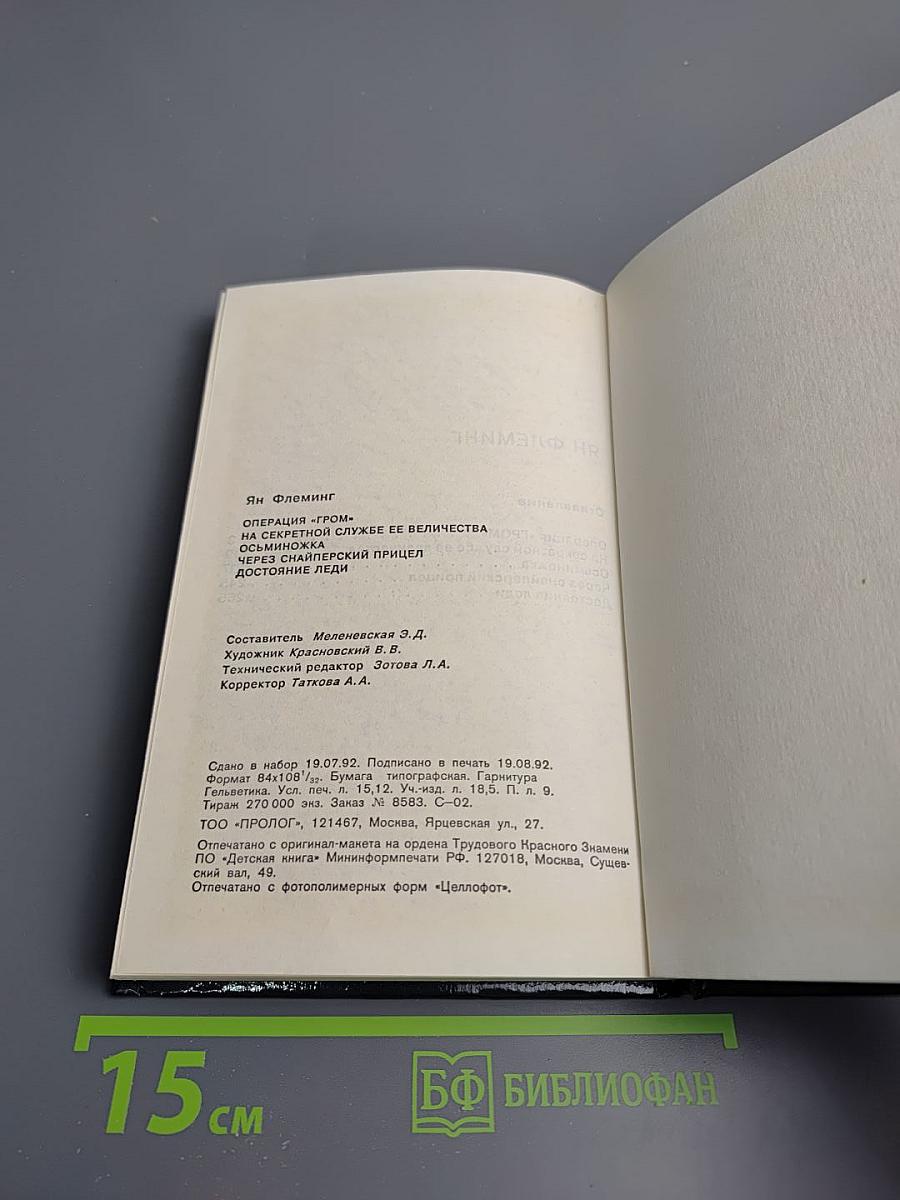 Ян Флеминг
ОПЕРАЦИЯ «ГРОМ»
НА СЕКРЕТНОЙ СЛУЖБЕ ЕЕ ВЕЛИЧЕСТВА
ОСЬМИНОЖКА
ЧЕРЕЗ СНАЙПЕРСКИЙ ПРИЦЕЛ
ДОСТОЯНИЕ ЛЕДИ
Составитель Меленевская Э.Д.
Художник Красновский В.В.
Технический редактор Зотова Л.А.
Корректор Таткова А.А.
Сдано в набор 19.07.92. Подписано в печать 19.08.92.
Формат 84х108¹/₃₂. Бумага типографская. Гарнитура
Гельветика. Усл. печ. л. 15,12. Уч.-изд. л. 18,5. П. л. 9.
Тираж 270 000 экз. Заказ № 8583. С—02.
ТОО «ПРОЛОГ», 121467, Москва, Ярцевская ул., 27.
Отпечатано с оригинал-макета на ордена Трудового Красного Знамени
ПО «Детская книга» Мининформпечати РФ. 127018, Москва, Сущев-
ский вал, 49.
Отпечатано с фотополимерных форм «Целлофот».
15 см
БФ БИБЛИОФАН